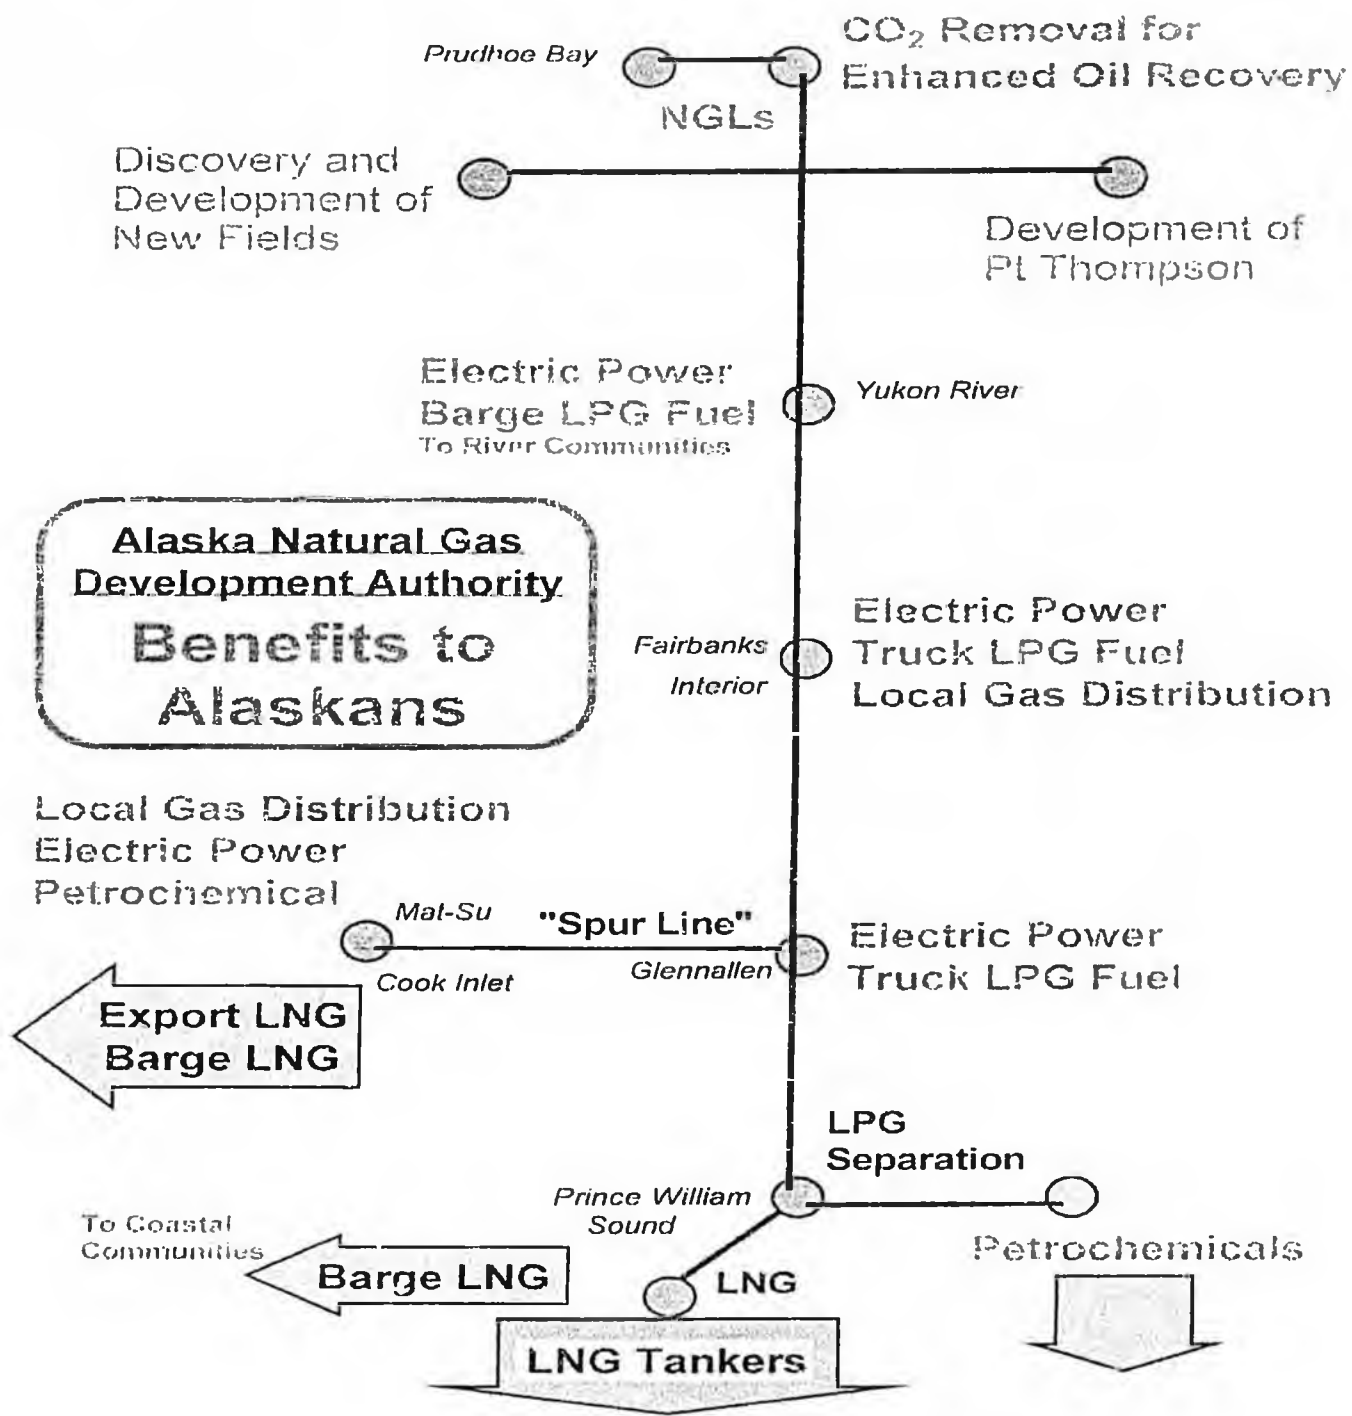 Prudhoe Bay
CO₂ Removal for
Enhanced Oil Recovery
NGLs
Discovery and
Development of
New Fields
Development of
Pt Thompson
Electric Power
Barge LPG Fuel
To River Communities
Yukon River
Alaska Natural Gas
Development Authority
Benefits to
Alaskans
Fairbanks
Interior
Electric Power
Truck LPG Fuel
Local Gas Distribution
Local Gas Distribution
Electric Power
Petrochemical
Mat-Su
"Spur Line"
Cook Inlet
Glennallen
Electric Power
Truck LPG Fuel
Export LNG
Barge LNG
LPG
Separation
Prince William
Sound
To Coastal
Communities
Barge LNG
LNG
Petrochemicals
LNG Tankers